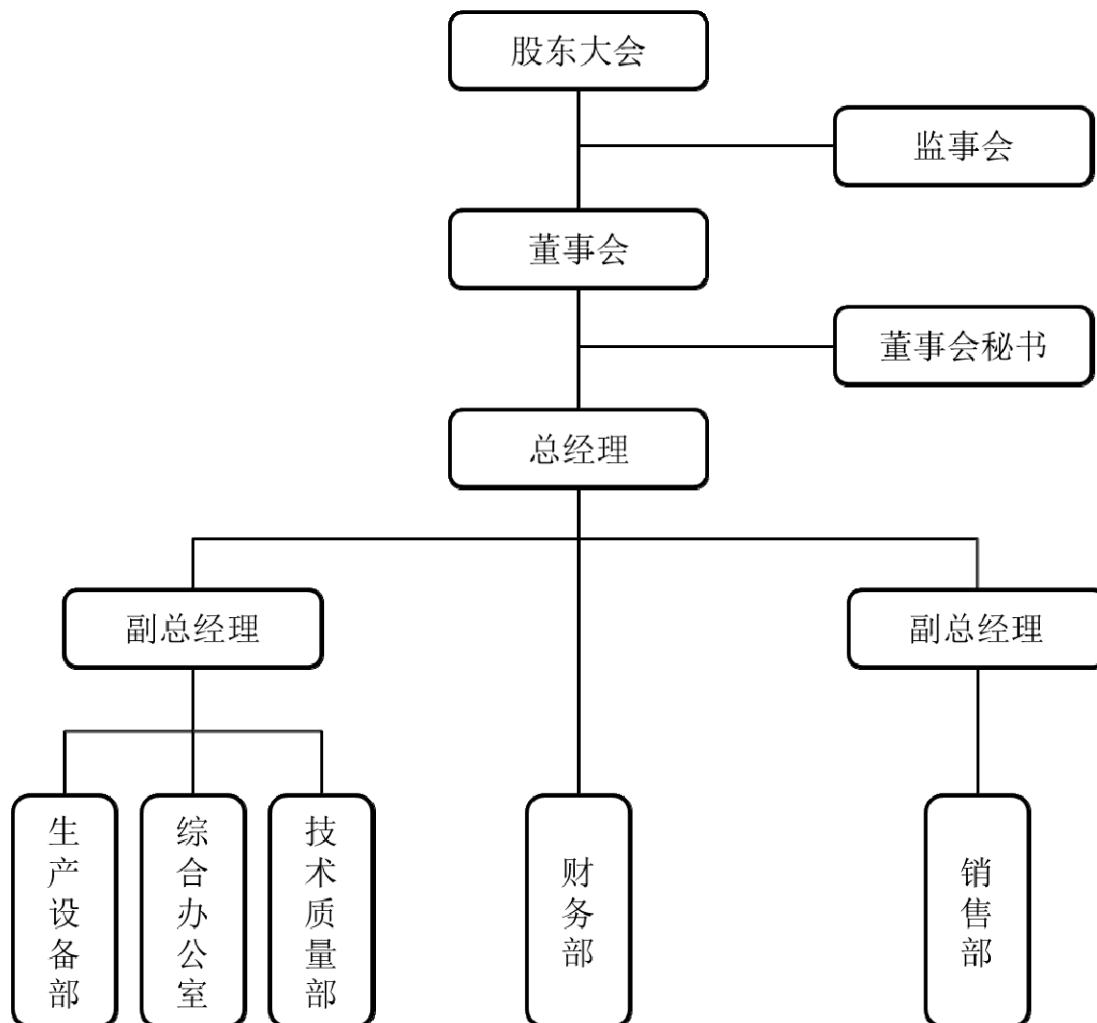 股东大会
监事会
董事会
董事会秘书
总经理
副总经理
副总经理
生产设备部
综合办公室
技术质量部
财务部
销售部